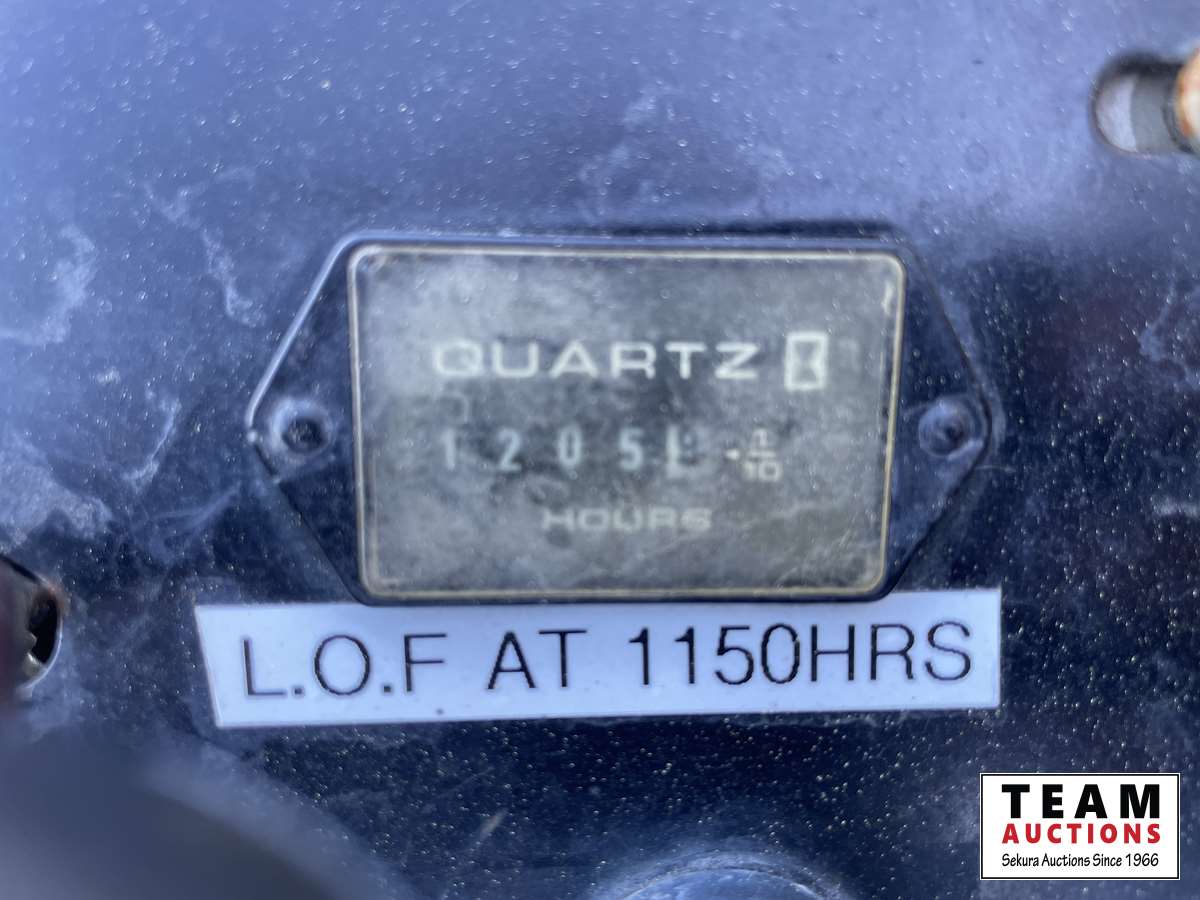 QUARTZ
1205
HOURS
L.O.F AT 1150HRS
TEAM
AUCTIONS
Sekura Auctions Since 1966